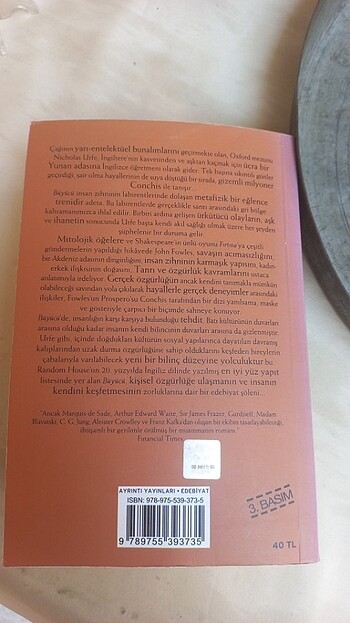 Çağının yarı-entelektüel bunalımlarını geçirmekte olan, Oxford mezunu
Nicholas Urfe, İngiltere'nin kasvetinden ve aşktan kaçmak için ücra bir
Yunan adasına İngilizce öğretmeni olarak gider. Tek başına sıkıntılı günler
geçirdiği, şair olma hayallerinin de suya düştüğü bir sırada, gizemli milyoner
Conchis ile tanışır...
Büyücü insan zihninin labirentlerinde dolaşan metafizik bir eğlence
trenidir adeta. Bu labirentlerde gerçeklikle sanrı arasındaki gri bölge
kahramanımızca ihlal edilir. Birbiri ardına gelişen ürkütücü olayların, aşk
ve ihanetin sonucunda Urfe başta kendi akıl sağlığı olmak üzere her şeyden
şüphelenir bir duruma gelir.
Mitolojik öğelere ve Shakespeare'in ünlü oyunu Fırtına'ya çeşitli
göndermelerin yapıldığı hikâyede John Fowles, savaşın acımasızlığını,
bir Akdeniz adasının dinginliğini, insan zihninin karmaşık yapısını, kadın-
erkek ilişkisinin doğasını, Tanrı ve özgürlük kavramlarını ustaca
anlatımıyla irdeliyor. Gerçek özgürlüğün ancak kendini tanımakla mümkün
olabileceği savından yola çıkılarak hayallerle gerçek deneyimler arasındaki
ilişkiler, Fowles'un Prospero'su Conchis tarafından bir dizi yanılsama, maske
ve gösteriyle çarpıcı bir biçimde sahneye konuyor.
Büyücü'de, insanlığın karşı karşıya bulunduğu tehdit, Batı kültürünün duvarları
arasına olduğu kadar insanın kendi bilincinin duvarları arasına da gizlenmiştir.
Urfe gibi, içinde doğdukları kültürün sosyal yapılarınca dayatılan davranış
kalıplarından uzak durma özgürlüğüne sahip olduklarını keşfeden bireylerin
çabalarıyla varılabilecek yeni bir bilinç düzeyine yolculuktur bu.
Random House'un 20. yüzyılda İngiliz dilinde yazılmış en iyi yüz yapıt
listesinde yer alan Büyücü, kişisel özgürlüğe ulaşmanın ve insanın
kendini keşfetmesinin zorluklarına dair bir edebiyat şöleni...
"Ancak Marquis de Sade, Arthur Edward Waite, Sir James Frazer, Gurdjieff, Madam
Blavatski, C. G. Jung, Aleister Crowley ve Franz Kafka'dan oluşan bir ekibin tasarlayabileceği,
ihtişamlı bir gerilimle örülmüş bir muamma romanı."
Financial Times
3. BASIM
AYRINTI YAYINLARI • EDEBİYAT
ISBN: 978-975-539-373-5
9 789755 393735
40 TL